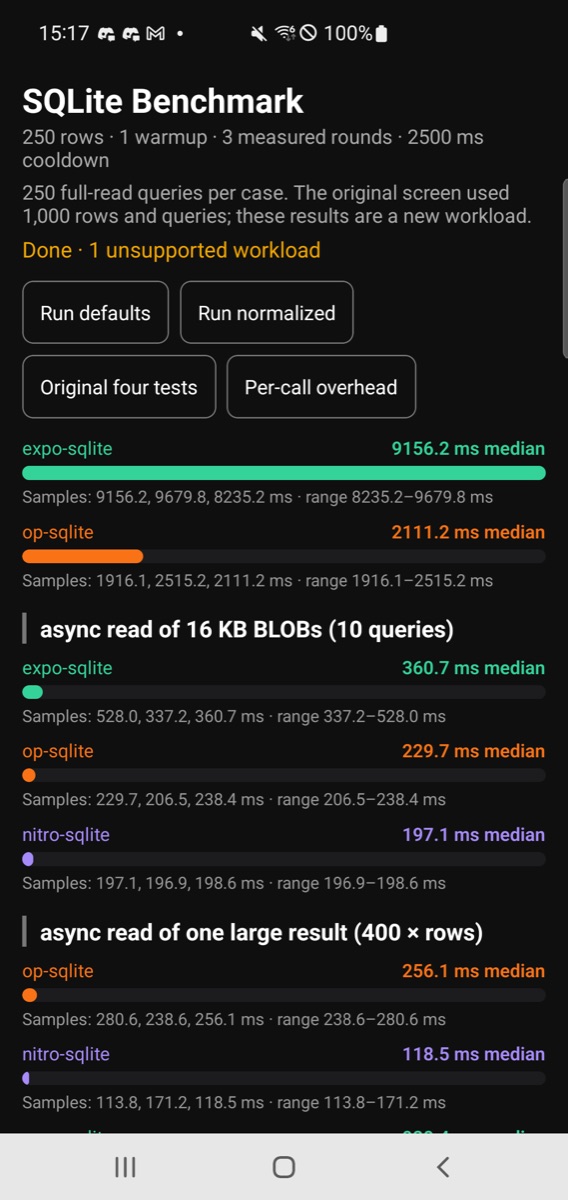 15:17
100%
SQLite Benchmark
250 rows · 1 warmup · 3 measured rounds · 2500 ms
cooldown
250 full-read queries per case. The original screen used
1,000 rows and queries; these results are a new workload.
Done · 1 unsupported workload
Run defaults
Run normalized
Original four tests
Per-call overhead
expo-sqlite
9156.2 ms median
Samples: 9156.2, 9679.8, 8235.2 ms · range 8235.2–9679.8 ms
op-sqlite
2111.2 ms median
Samples: 1916.1, 2515.2, 2111.2 ms · range 1916.1–2515.2 ms
async read of 16 KB BLOBs (10 queries)
expo-sqlite
360.7 ms median
Samples: 528.0, 337.2, 360.7 ms · range 337.2–528.0 ms
op-sqlite
229.7 ms median
Samples: 229.7, 206.5, 238.4 ms · range 206.5–238.4 ms
nitro-sqlite
197.1 ms median
Samples: 197.1, 196.9, 198.6 ms · range 196.9–198.6 ms
async read of one large result (400 × rows)
op-sqlite
256.1 ms median
Samples: 280.6, 238.6, 256.1 ms · range 238.6–280.6 ms
nitro-sqlite
118.5 ms median
Samples: 113.8, 171.2, 118.5 ms · range 113.8–171.2 ms